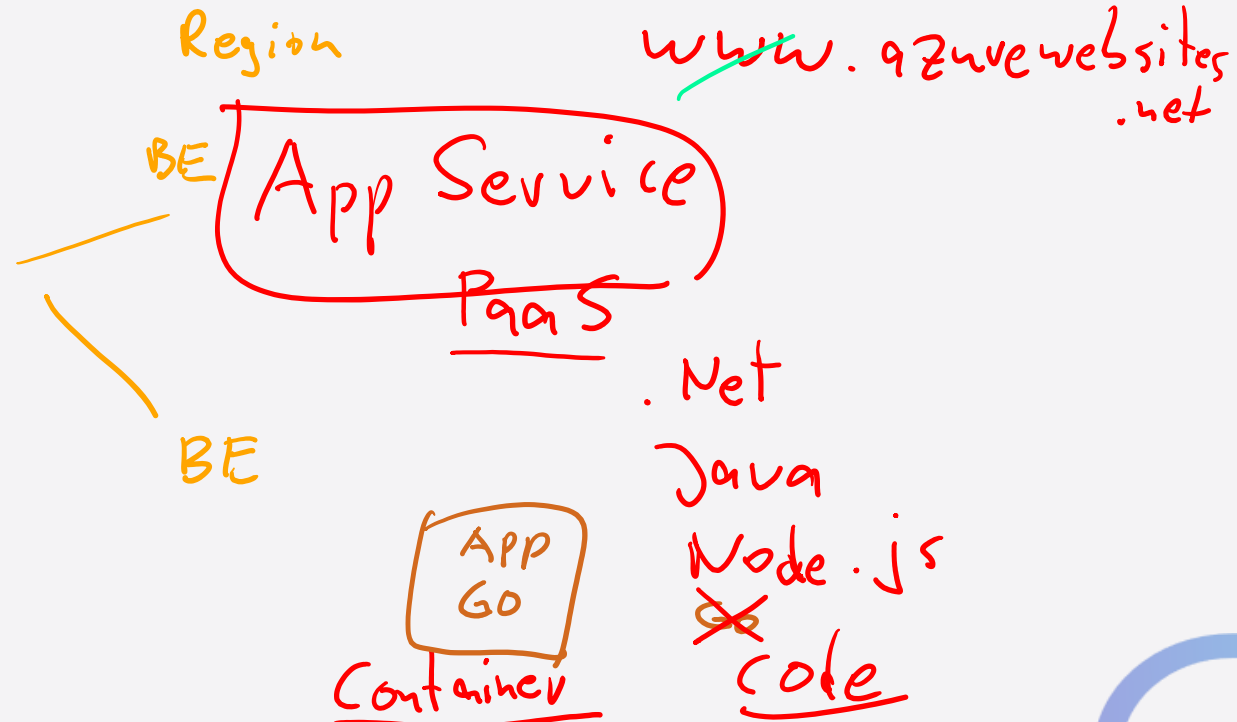 Region
www.azurewebsites
.net
BE
App Service
PaaS
.Net
Java
BE
Node.js
App
GO
Go
Container
Code